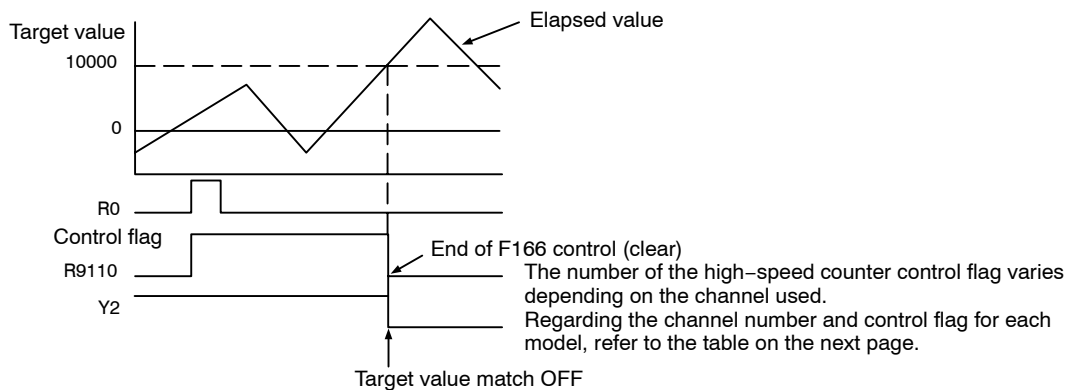 Elapsed value
Target value
10000
0
R0
Control flag
R9110
End of F166 control (clear)
Y2
The number of the high−speed counter control flag varies
depending on the channel used.
Regarding the channel number and control flag for each
model, refer to the table on the next page.
Target value match OFF